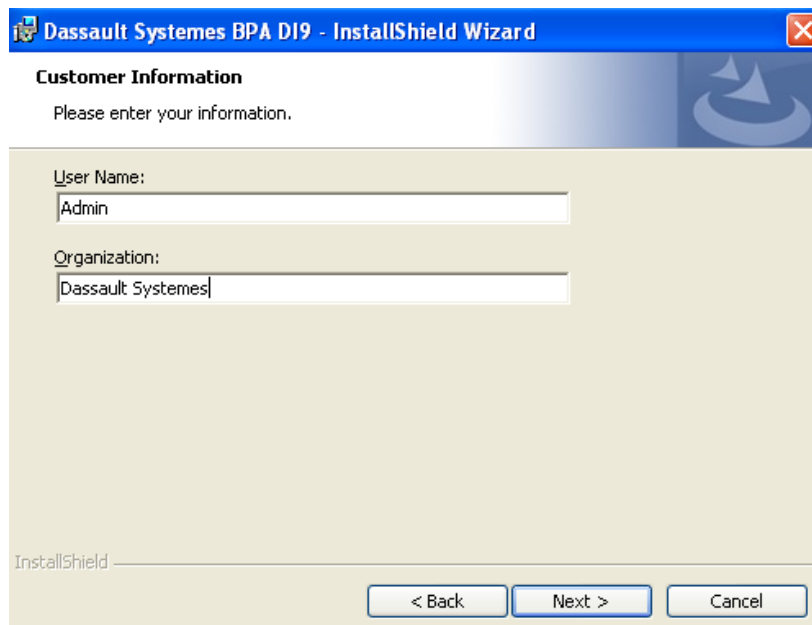 Dassault Systemes BPA DI9 - InstallShield Wizard
Customer Information
Please enter your information.
User Name:
Admin
Organization:
Dassault Systemes
InstallShield
< Back Next > Cancel